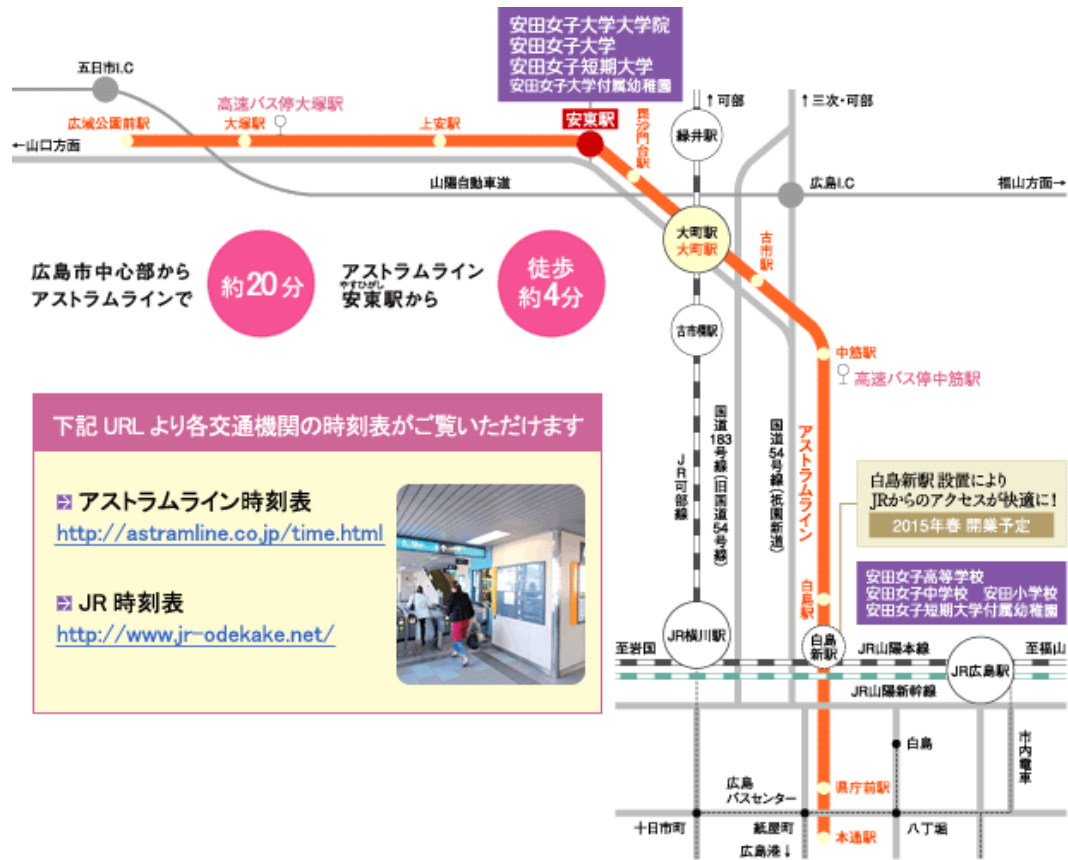 安田女子大学大学院
安田女子大学
安田女子短期大学
安田女子大学付属幼稚園
五日市I.C
高速バス停大塚駅
広域公園前駅
大塚駅
上安駅
安東駅
毘沙門台駅
緑井駅
↑可部
↑三次・可部
←山口方面
山陽自動車道
広島I.C
福山方面→
大町駅
大町駅
古市駅
広島市中心部から
アストラムラインで
約20分
アストラムライン
やすひがし
安東駅から
徒歩
約4分
古市橋駅
中筋駅
高速バス停中筋駅
下記 URL より各交通機関の時刻表がご覧いただけます
アストラムライン時刻表
http://astramline.co.jp/time.html
JR 時刻表
http://www.jr-odekake.net/
JR可部線
国道183号線(旧国道54号線)
国道54号線(祇園新道)
アストラムライン
白島新駅 設置により
JRからのアクセスが快適に!
2015年春 開業予定
安田女子高等学校
安田女子中学校 安田小学校
安田女子短期大学付属幼稚園
白島駅
JR横川駅
白島
新駅
至岩国
JR山陽本線
至福山
JR広島駅
JR山陽新幹線
白島
市内電車
県庁前駅
広島
バスセンター
十日市町
紙屋町
本通駅
八丁堀
広島港↓